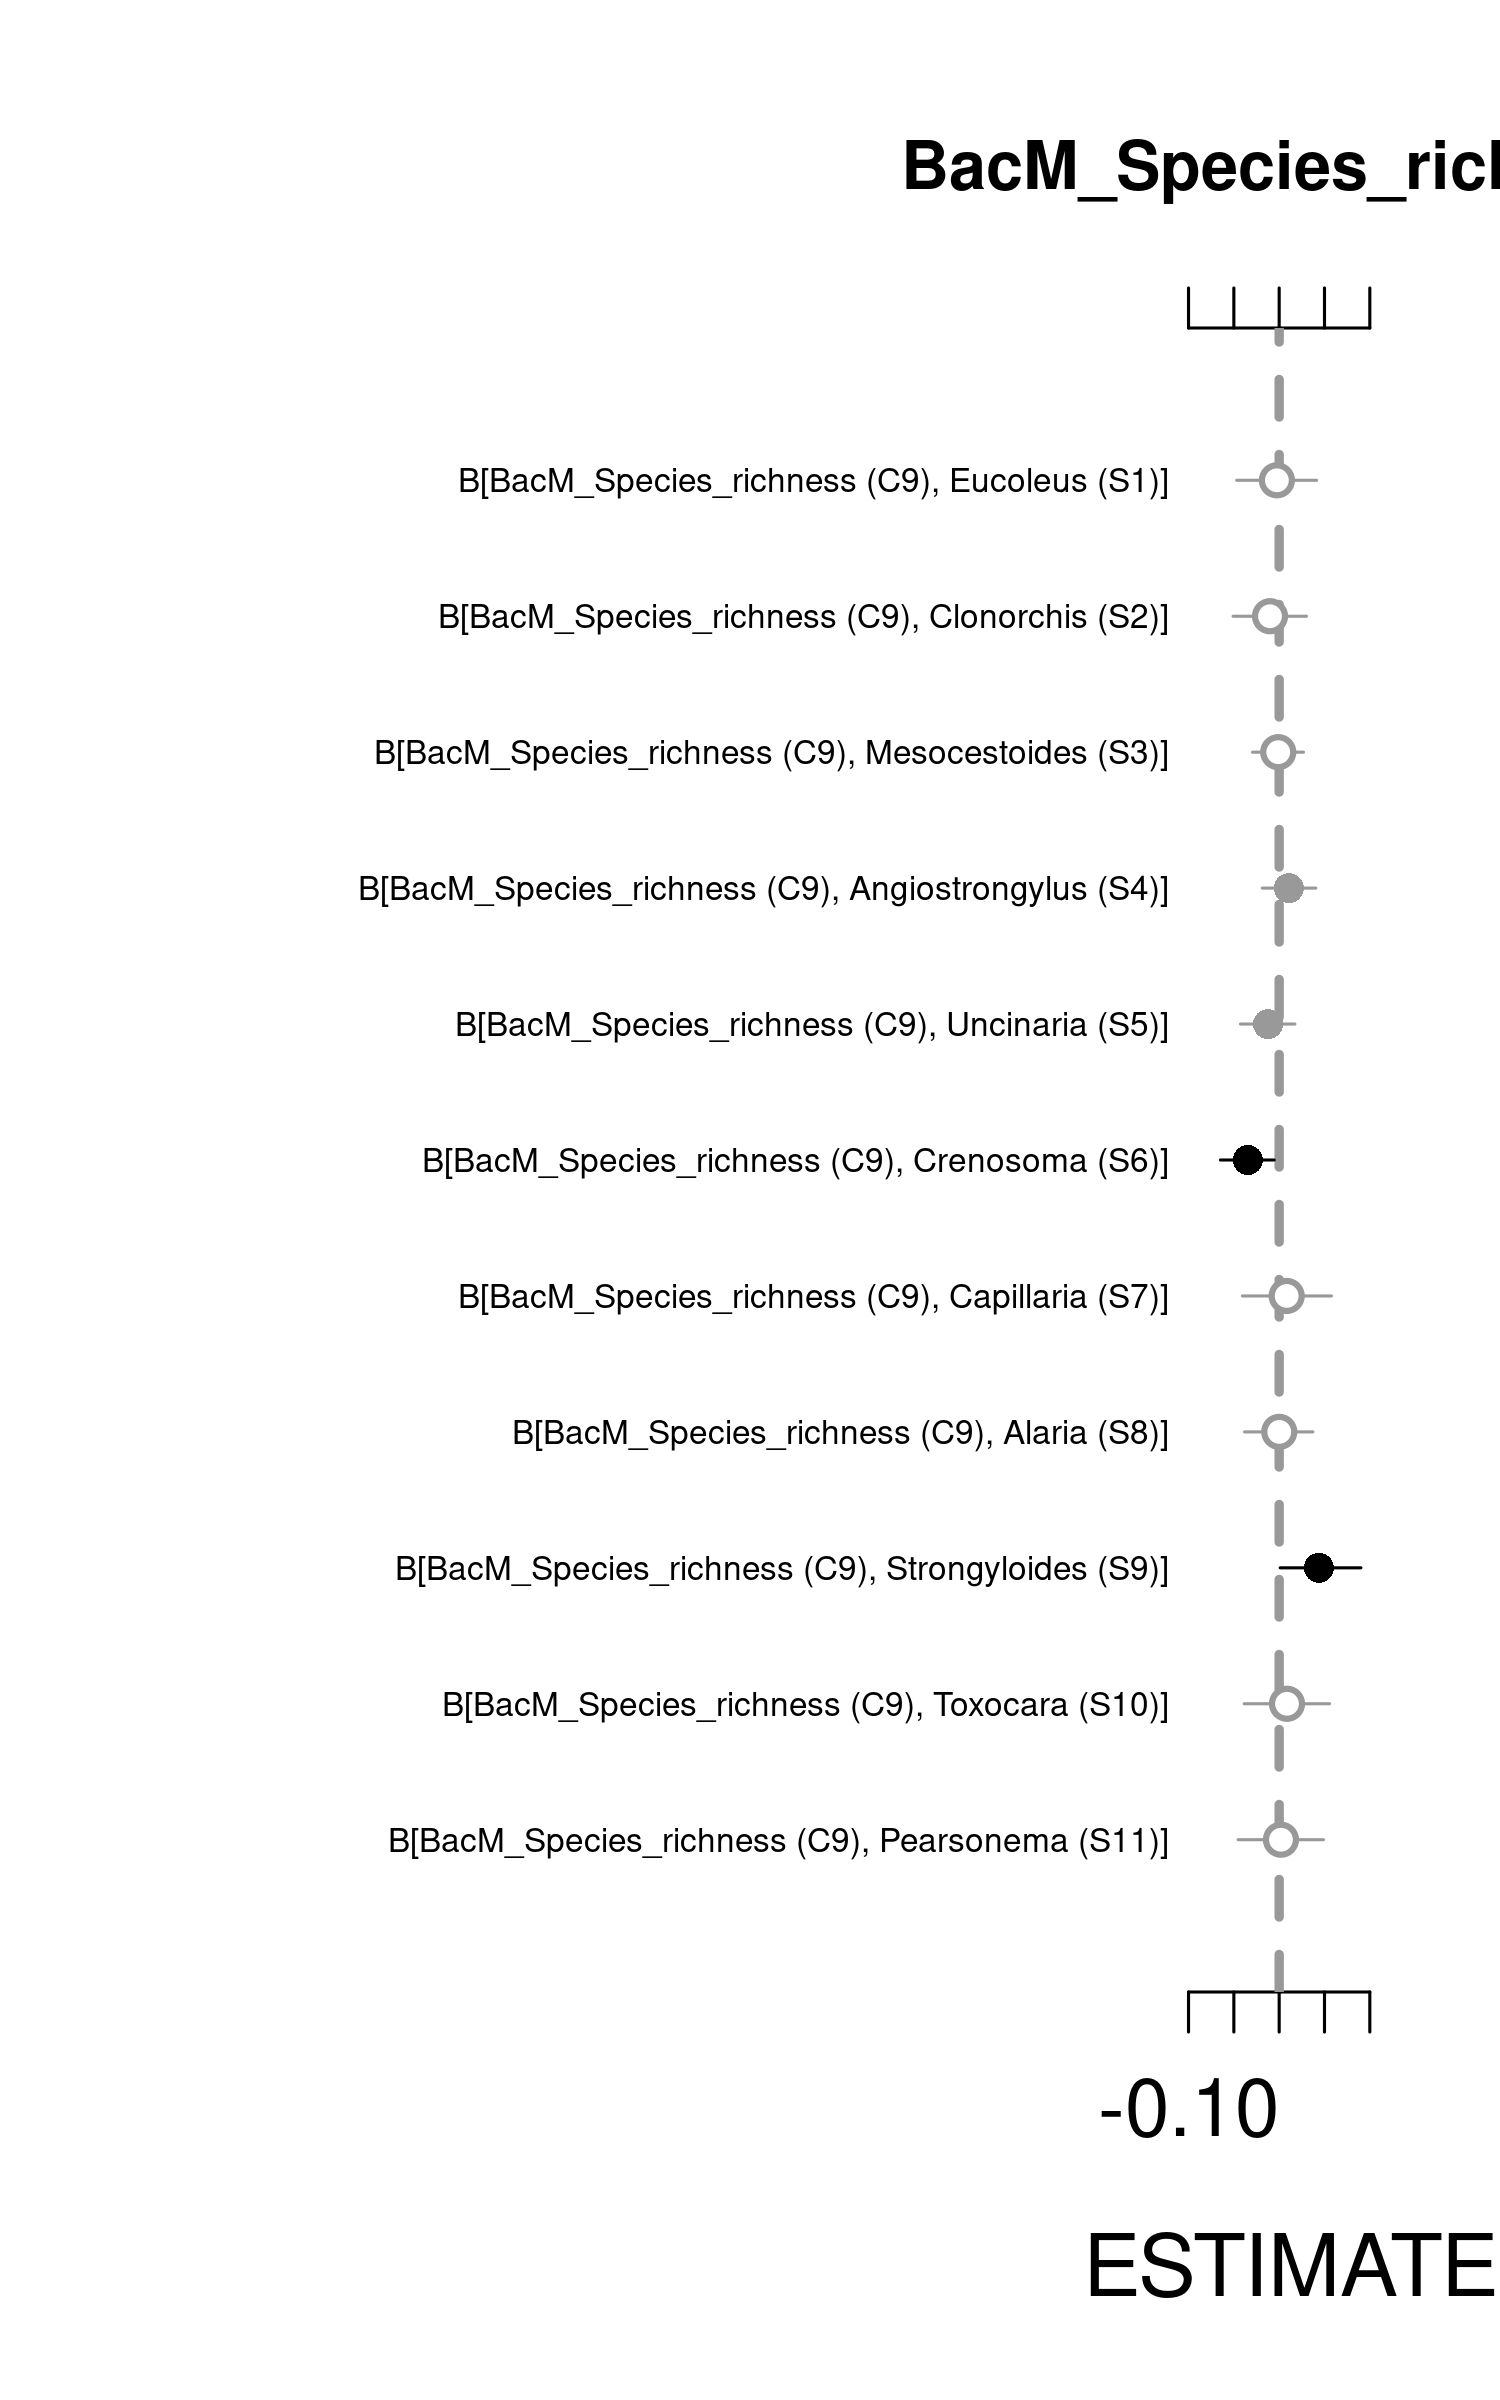 BacM_Species_rich
B[BacM_Species_richness (C9), Eucoleus (S1)]
B[BacM_Species_richness (C9), Clonorchis (S2)]
B[BacM_Species_richness (C9), Mesocestoides (S3)]
B[BacM_Species_richness (C9), Angiostrongylus (S4)]
B[BacM_Species_richness (C9), Uncinaria (S5)]
B[BacM_Species_richness (C9), Crenosoma (S6)]
B[BacM_Species_richness (C9), Capillaria (S7)]
B[BacM_Species_richness (C9), Alaria (S8)]
B[BacM_Species_richness (C9), Strongyloides (S9)]
B[BacM_Species_richness (C9), Toxocara (S10)]
B[BacM_Species_richness (C9), Pearsonema (S11)]
-0.10
ESTIMATE